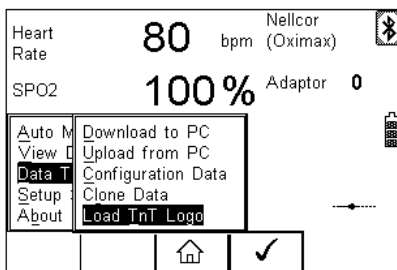 Heart Rate 80 bpm
Nellcor (Oximax)
SPO2 100%
Adaptor 0
Auto M
View D
Data T
Setup
About
Download to PC
Upload from PC
Configuration Data
Clone Data
Load TnT Logo